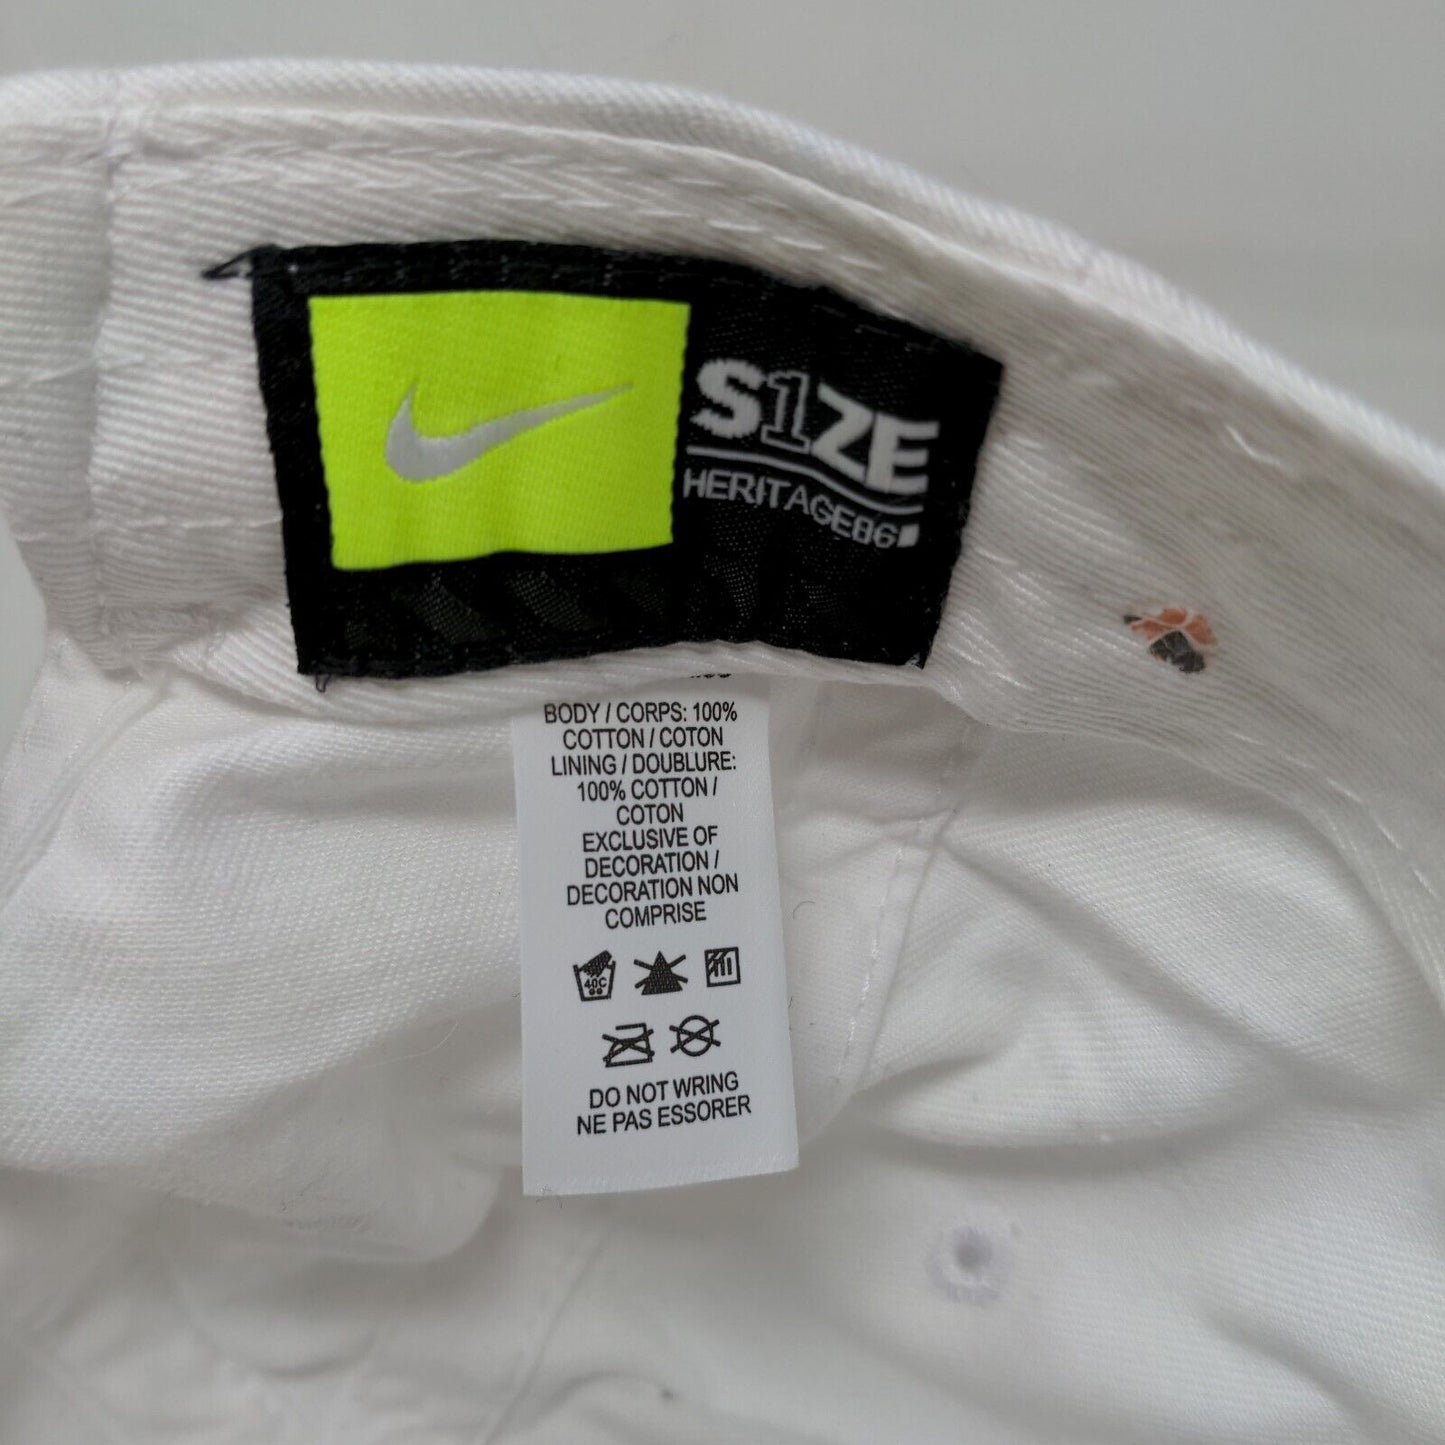 S1ZE
HERITAGE86
BODY / CORPS: 100%
COTTON / COTON
LINING / DOUBLURE:
100% COTTON /
COTON
EXCLUSIVE OF
DECORATION /
DECORATION NON
COMPRISE
40C
DO NOT WRING
NE PAS ESSORER